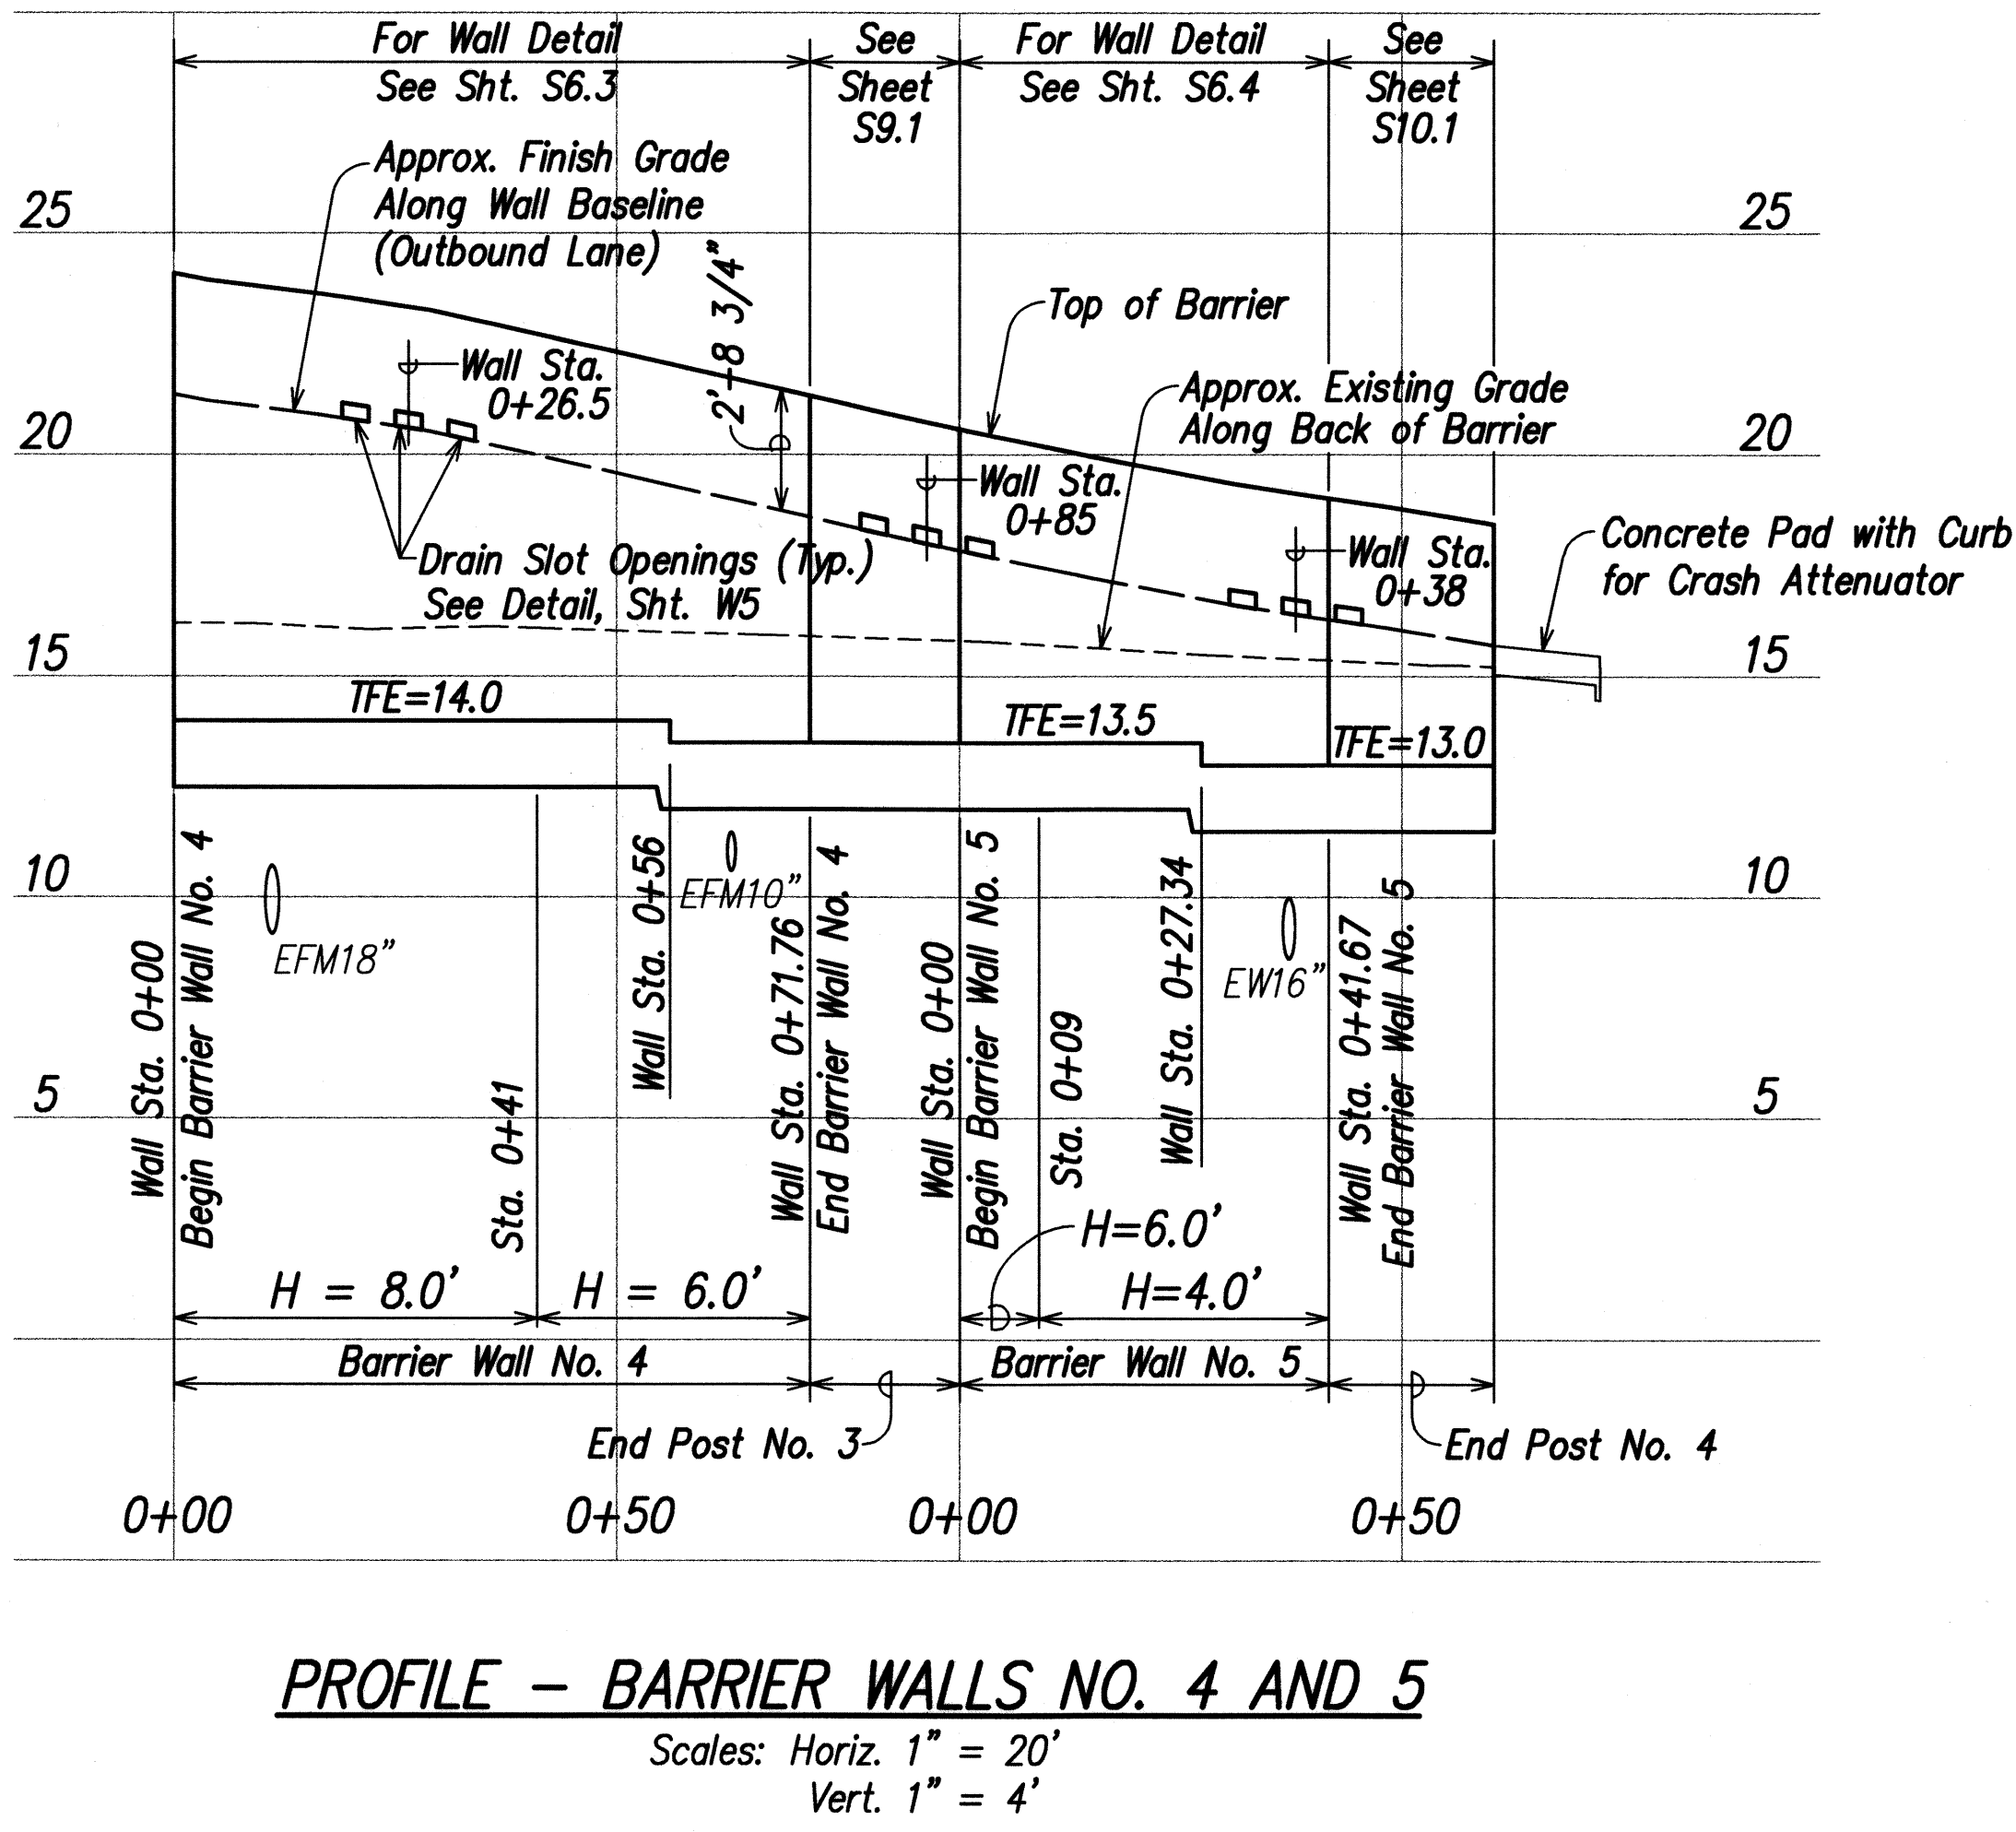 For Wall Detail
See Sht. S6.3
See
Sheet
S9.1
For Wall Detail
See Sht. S6.4
See
Sheet
S10.1
Approx. Finish Grade
Along Wall Baseline
(Outbound Lane)
25
25
2'-8 3/4"
Top of Barrier
Wall Sta.
0+26.5
Approx. Existing Grade
Along Back of Barrier
20
20
Wall Sta.
0+85
Wall Sta.
0+38
Concrete Pad with Curb
for Crash Attenuator
Drain Slot Openings (Typ.)
See Detail, Sht. W5
15
15
TFE=14.0
TFE=13.5
TFE=13.0
10
10
Wall Sta. 0+00
Begin Barrier Wall No. 4
EFM18"
Sta. 0+41
Wall Sta. 0+56
EFM10"
Wall Sta. 0+71.76
End Barrier Wall No. 4
Wall Sta. 0+00
Begin Barrier Wall No. 5
Sta. 0+09
Wall Sta. 0+27.34
EW16"
Wall Sta. 0+41.67
End Barrier Wall No. 5
5
5
H = 8.0'
H = 6.0'
H=6.0'
H=4.0'
Barrier Wall No. 4
Barrier Wall No. 5
End Post No. 3
End Post No. 4
0+00
0+50
0+00
0+50
PROFILE - BARRIER WALLS NO. 4 AND 5
Scales: Horiz. 1" = 20'
Vert. 1" = 4'